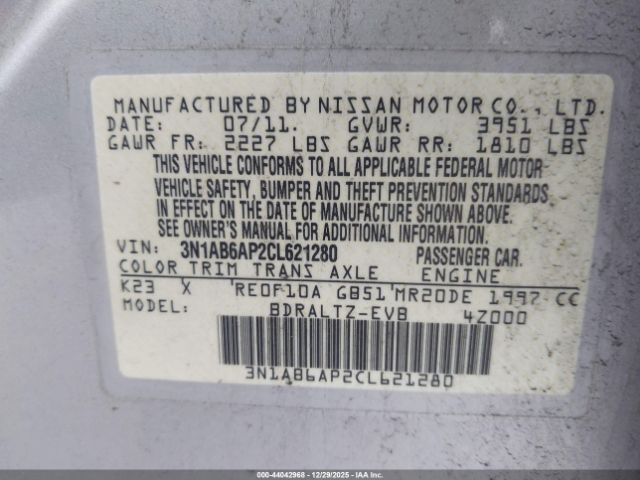 MANUFACTURED BY NISSAN MOTOR CO., LTD.
DATE: 07/11. GVWR: 3951 LBS
GAWR FR: 2227 LBS GAWR RR: 1810 LBS
THIS VEHICLE CONFORMS TO ALL APPLICABLE FEDERAL MOTOR
VEHICLE SAFETY, BUMPER AND THEFT PREVENTION STANDARDS
IN EFFECT ON THE DATE OF MANUFACTURE SHOWN ABOVE.
SEE OWNER'S MANUAL FOR ADDITIONAL INFORMATION.
VIN: 3N1AB6AP2CL621280 PASSENGER CAR.
COLOR TRIM TRANS AXLE ENGINE
K23 X RE0F10A GB51 MR20DE 1997 CC
MODEL: BDRALTZ-EVB 4Z000
3N1AB6AP2CL621280
000-44042968 - 12/29/2025 - IAAI.COM